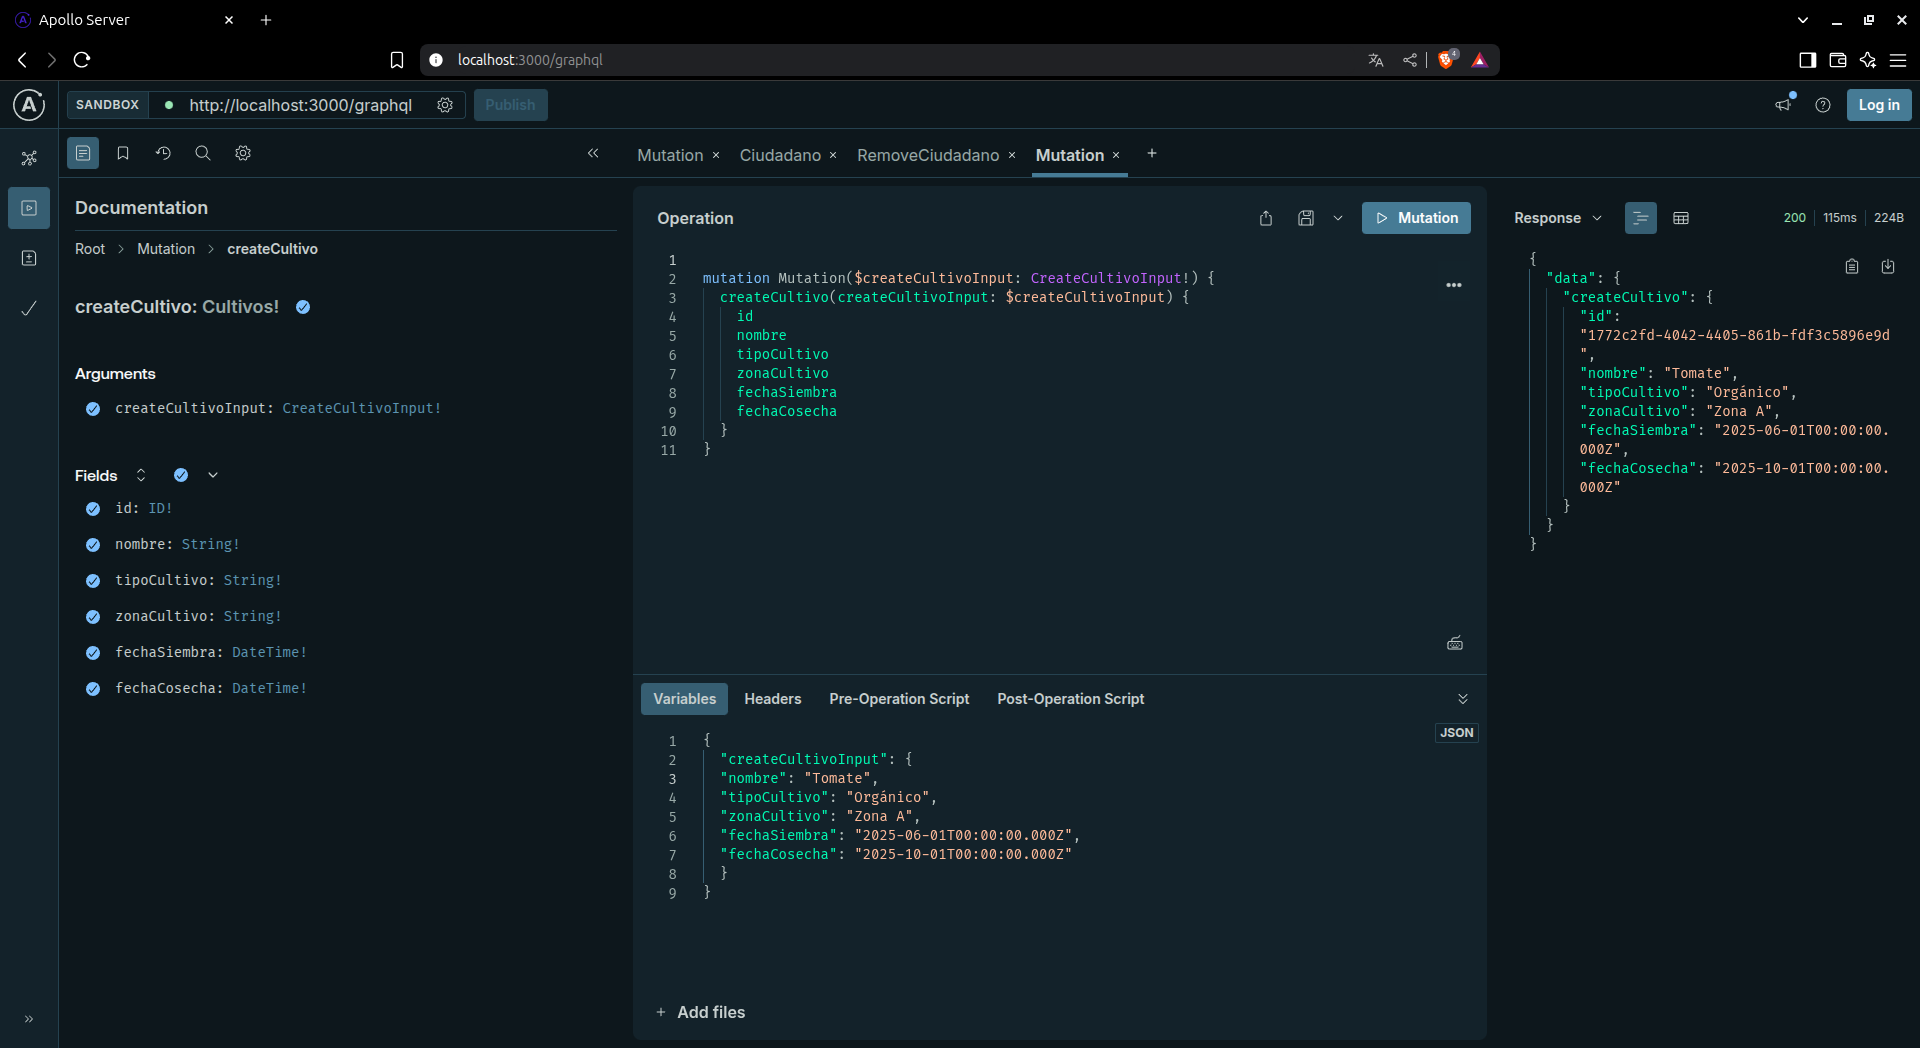 Apollo Server
localhost:3000/graphql
4
SANDBOX http://localhost:3000/graphql Publish Log in
Mutation Ciudadano RemoveCiudadano Mutation
Documentation
Root > Mutation > createCultivo
createCultivo: Cultivos!
Arguments
createCultivoInput: CreateCultivoInput!
Fields
id: ID!
nombre: String!
tipoCultivo: String!
zonaCultivo: String!
fechaSiembra: DateTime!
fechaCosecha: DateTime!
Operation Mutation
1
2 mutation Mutation($createCultivoInput: CreateCultivoInput!) {
3 createCultivo(createCultivoInput: $createCultivoInput) {
4 id
5 nombre
6 tipoCultivo
7 zonaCultivo
8 fechaSiembra
9 fechaCosecha
10 }
11 }
Variables Headers Pre-Operation Script Post-Operation Script
JSON
1 {
2 "createCultivoInput": {
3 "nombre": "Tomate",
4 "tipoCultivo": "Orgánico",
5 "zonaCultivo": "Zona A",
6 "fechaSiembra": "2025-06-01T00:00:00.000Z",
7 "fechaCosecha": "2025-10-01T00:00:00.000Z"
8 }
9 }
+ Add files
Response 200 115ms 224B
{
"data": {
"createCultivo": {
"id":
"1772c2fd-4042-4405-861b-fdf3c5896e9d
",
"nombre": "Tomate",
"tipoCultivo": "Orgánico",
"zonaCultivo": "Zona A",
"fechaSiembra": "2025-06-01T00:00:00.
000Z",
"fechaCosecha": "2025-10-01T00:00:00.
000Z"
}
}
}